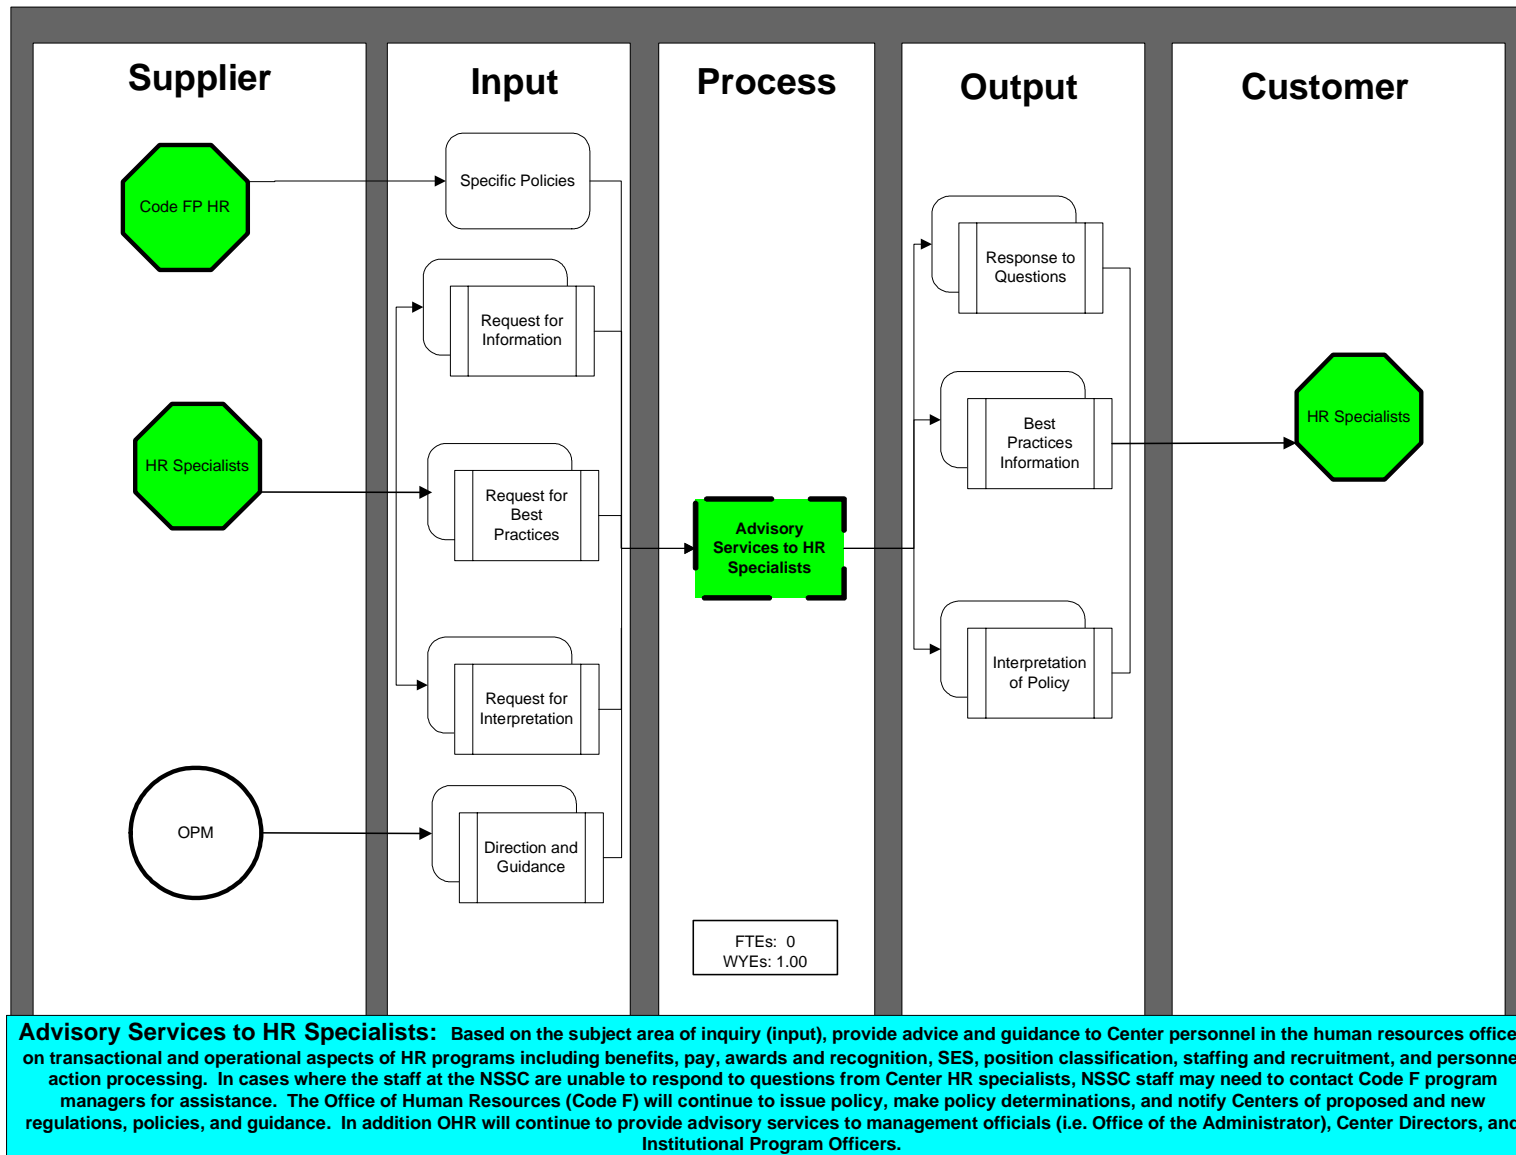 Supplier
Input
Process
Output
Customer
Code FP HR
Specific Policies
Request for
Information
Response to
Questions
HR Specialists
Request for
Best
Practices
Advisory
Services to HR
Specialists
Best
Practices
Information
HR Specialists
Request for
Interpretation
Interpretation
of Policy
OPM
Direction and
Guidance
FTEs: 0
WYEs: 1.00
Advisory Services to HR Specialists: Based on the subject area of inquiry (input), provide advice and guidance to Center personnel in the human resources office
on transactional and operational aspects of HR programs including benefits, pay, awards and recognition, SES, position classification, staffing and recruitment, and personne
action processing. In cases where the staff at the NSSC are unable to respond to questions from Center HR specialists, NSSC staff may need to contact Code F program
managers for assistance. The Office of Human Resources (Code F) will continue to issue policy, make policy determinations, and notify Centers of proposed and new
regulations, policies, and guidance. In addition OHR will continue to provide advisory services to management officials (i.e. Office of the Administrator), Center Directors, and
Institutional Program Officers.